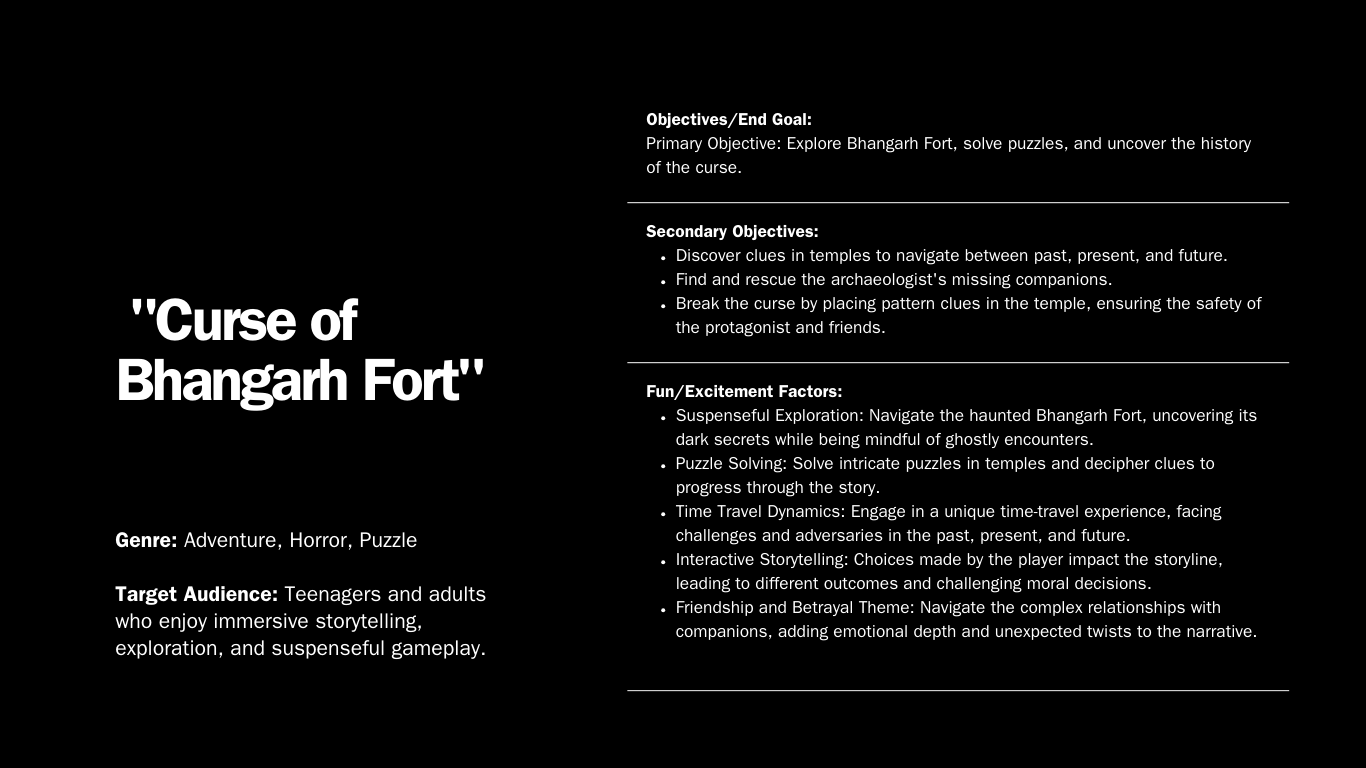 "Curse of
Bhangarh Fort"
Genre: Adventure, Horror, Puzzle
Target Audience: Teenagers and adults
who enjoy immersive storytelling,
exploration, and suspenseful gameplay.
Objectives/End Goal:
Primary Objective: Explore Bhangarh Fort, solve puzzles, and uncover the history
of the curse.
Secondary Objectives:
• Discover clues in temples to navigate between past, present, and future.
• Find and rescue the archaeologist's missing companions.
• Break the curse by placing pattern clues in the temple, ensuring the safety of
the protagonist and friends.
Fun/Excitement Factors:
• Suspenseful Exploration: Navigate the haunted Bhangarh Fort, uncovering its
dark secrets while being mindful of ghostly encounters.
• Puzzle Solving: Solve intricate puzzles in temples and decipher clues to
progress through the story.
• Time Travel Dynamics: Engage in a unique time-travel experience, facing
challenges and adversaries in the past, present, and future.
• Interactive Storytelling: Choices made by the player impact the storyline,
leading to different outcomes and challenging moral decisions.
• Friendship and Betrayal Theme: Navigate the complex relationships with
companions, adding emotional depth and unexpected twists to the narrative.